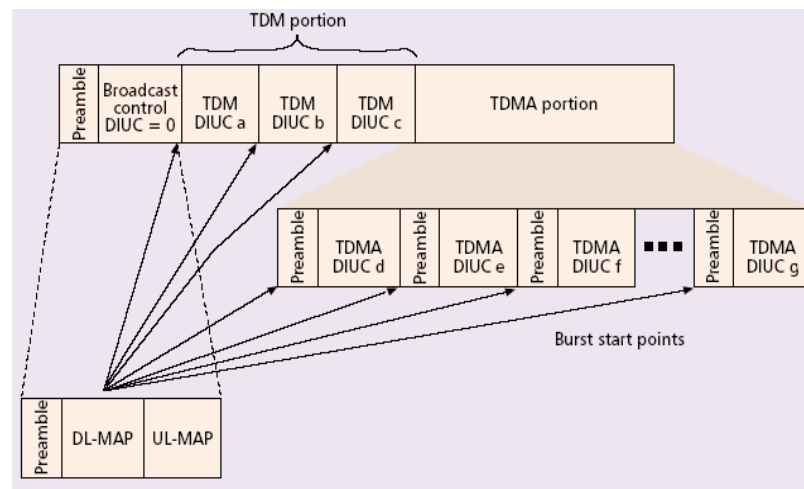 TDM portion
Preamble
Broadcast
control
DIUC = 0
TDM
DIUC a
TDM
DIUC b
TDM
DIUC c
TDMA portion
Preamble
TDMA
DIUC d
Preamble
TDMA
DIUC e
Preamble
TDMA
DIUC f
Preamble
TDMA
DIUC g
Burst start points
Preamble
DL-MAP
UL-MAP